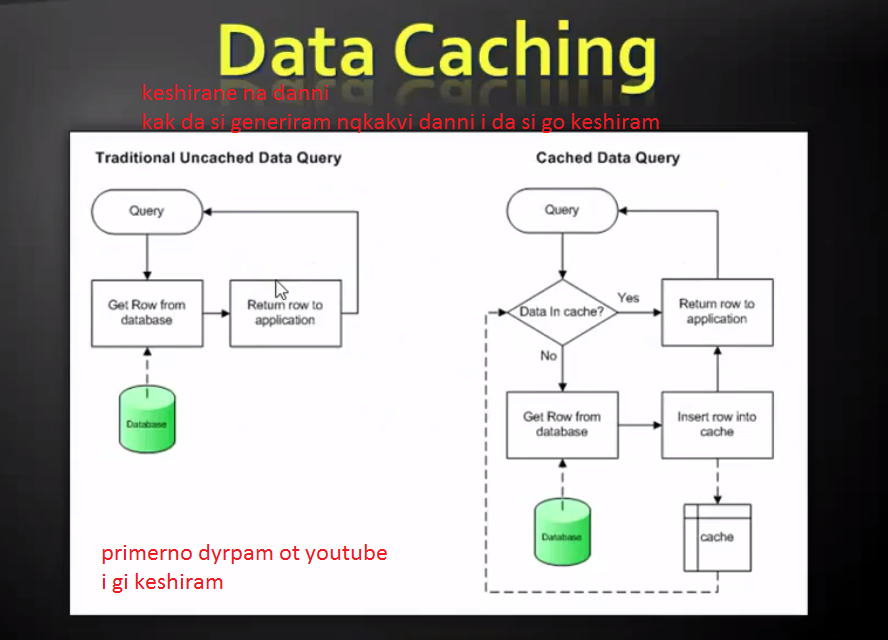 Data Caching
keshirane na danni
kak da si generiram nqkakvi danni i da si go keshiram
Traditional Uncached Data Query
Query
Get Row from
database
Return row to
application
Database
Cached Data Query
Query
Data In cache?
Yes
Return row to
application
No
Get Row from
database
Insert row into
cache
Database
cache
primerno dyrpam ot youtube
i gi keshiram